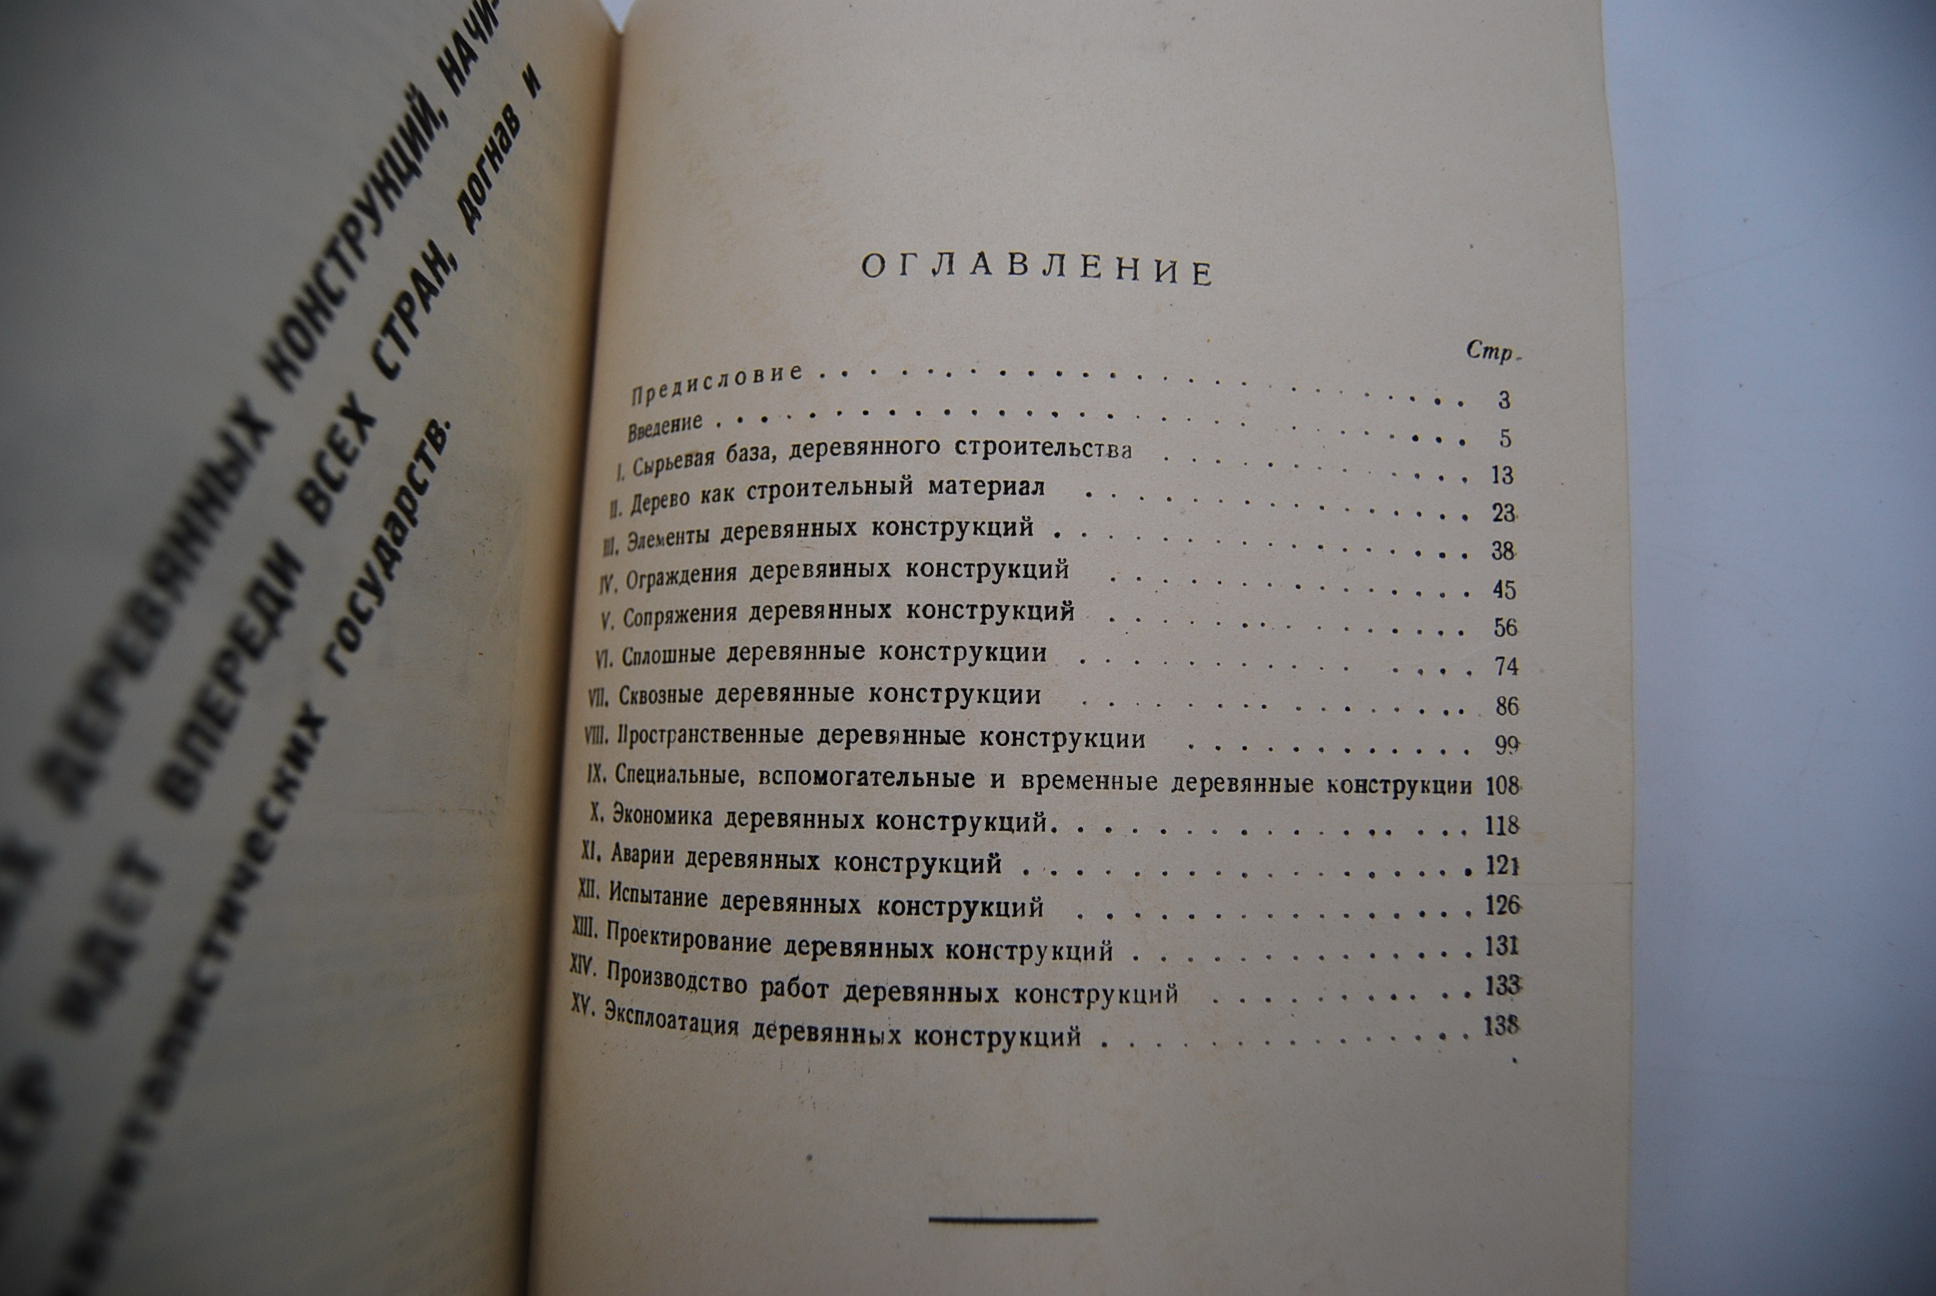 ДЕРЕВЯННЫХ КОНСТРУКЦИЙ, НАЧИ-
ИДЕТ ВПЕРЕДИ ВСЕХ СТРАН, ДОГНАВ И
капиталистических государств.
ОГЛАВЛЕНИЕ
Стр.
Предисловие . . . . . . . . . . . . . . . . . . . . . . . . 3
Введение . . . . . . . . . . . . . . . . . . . . . . . . . . 5
I. Сырьевая база, деревянного строительства . . . . . . . . . . . . 13
II. Дерево как строительный материал . . . . . . . . . . . . . . . 23
III. Элементы деревянных конструкций . . . . . . . . . . . . . . . . 38
IV. Ограждения деревянных конструкций . . . . . . . . . . . . . . 45
V. Сопряжения деревянных конструкций . . . . . . . . . . . . . . 56
VI. Сплошные деревянные конструкции . . . . . . . . . . . . . . 74
VII. Сквозные деревянные конструкции . . . . . . . . . . . . . . . 86
VIII. Пространственные деревянные конструкции . . . . . . . . . . . 99
IX. Специальные, вспомогательные и временные деревянные конструкции 108
X. Экономика деревянных конструкций. . . . . . . . . . . . . . . . 118
XI. Аварии деревянных конструкций . . . . . . . . . . . . . . . . . 121
XII. Испытание деревянных конструкций . . . . . . . . . . . . . . . 126
XIII. Проектирование деревянных конструкций . . . . . . . . . . . . . 131
XIV. Производство работ деревянных конструкций . . . . . . . . . . 133
XV. Эксплоатация деревянных конструкций . . . . . . . . . . . . . . 138